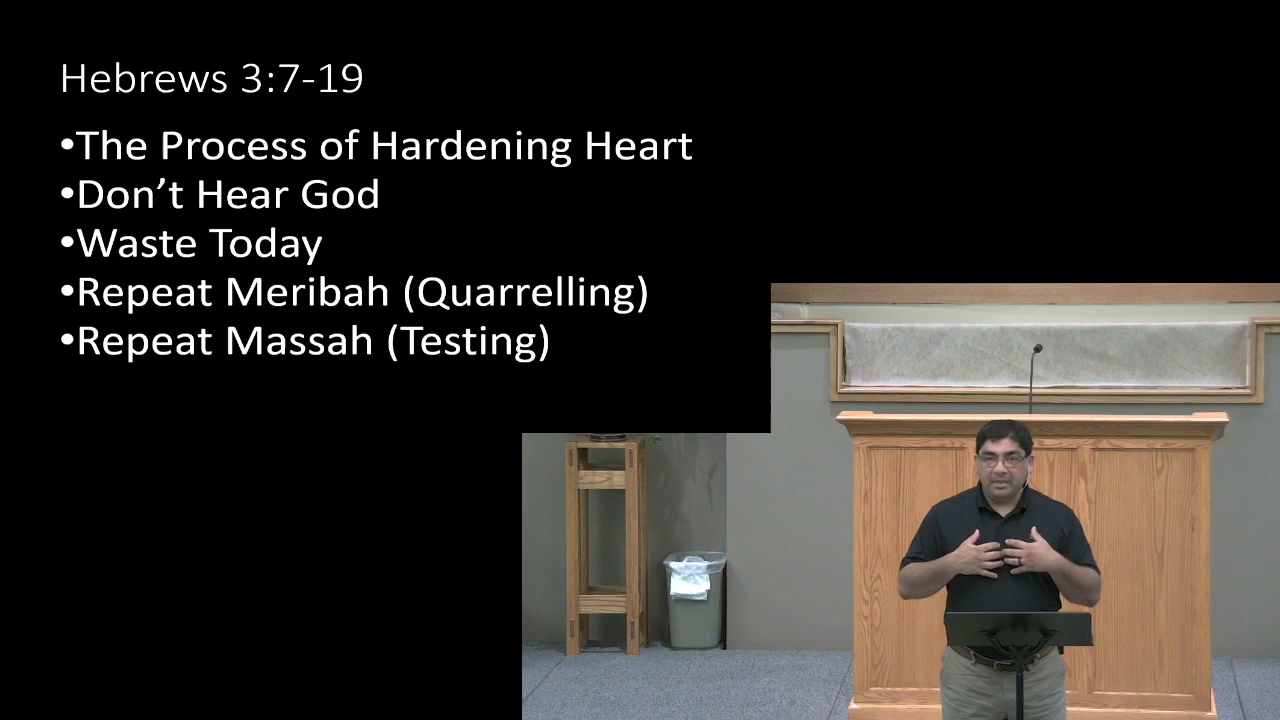 Hebrews 3:7-19
•The Process of Hardening Heart
•Don’t Hear God
•Waste Today
•Repeat Meribah (Quarrelling)
•Repeat Massah (Testing)